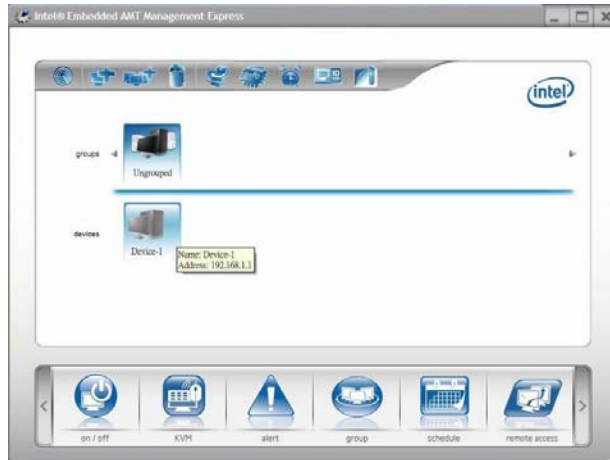 Intel® Embedded AMT Management Express
intel
groups
Ungrouped
devices
Device-1
Name: Device-1
Address: 192.168.1.1
on / off
KVM
alert
group
schedule
remote access